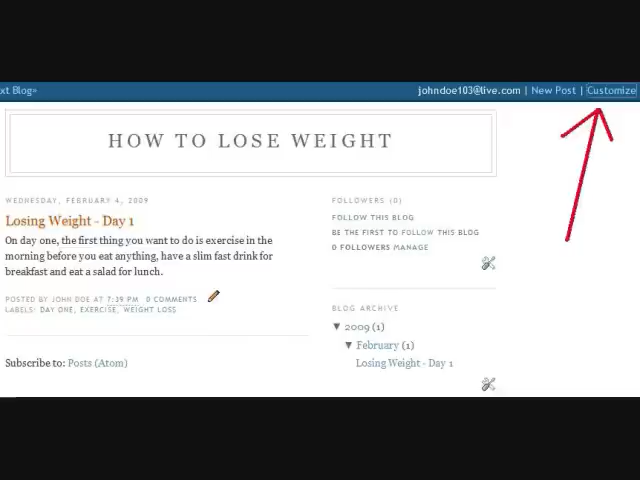 xt Blog»
johndoe103@live.com | New Post | Customize
HOW TO LOSE WEIGHT
WEDNESDAY, FEBRUARY 4, 2009
Losing Weight - Day 1
On day one, the first thing you want to do is exercise in the
morning before you eat anything, have a slim fast drink for
breakfast and eat a salad for lunch.
POSTED BY JOHN DOE AT 7:39 PM 0 COMMENTS
LABELS: DAY ONE, EXERCISE, WEIGHT LOSS
Subscribe to: Posts (Atom)
FOLLOWERS (0)
FOLLOW THIS BLOG
BE THE FIRST TO FOLLOW THIS BLOG
0 FOLLOWERS MANAGE
BLOG ARCHIVE
▼ 2009 (1)
▼ February (1)
Losing Weight - Day 1